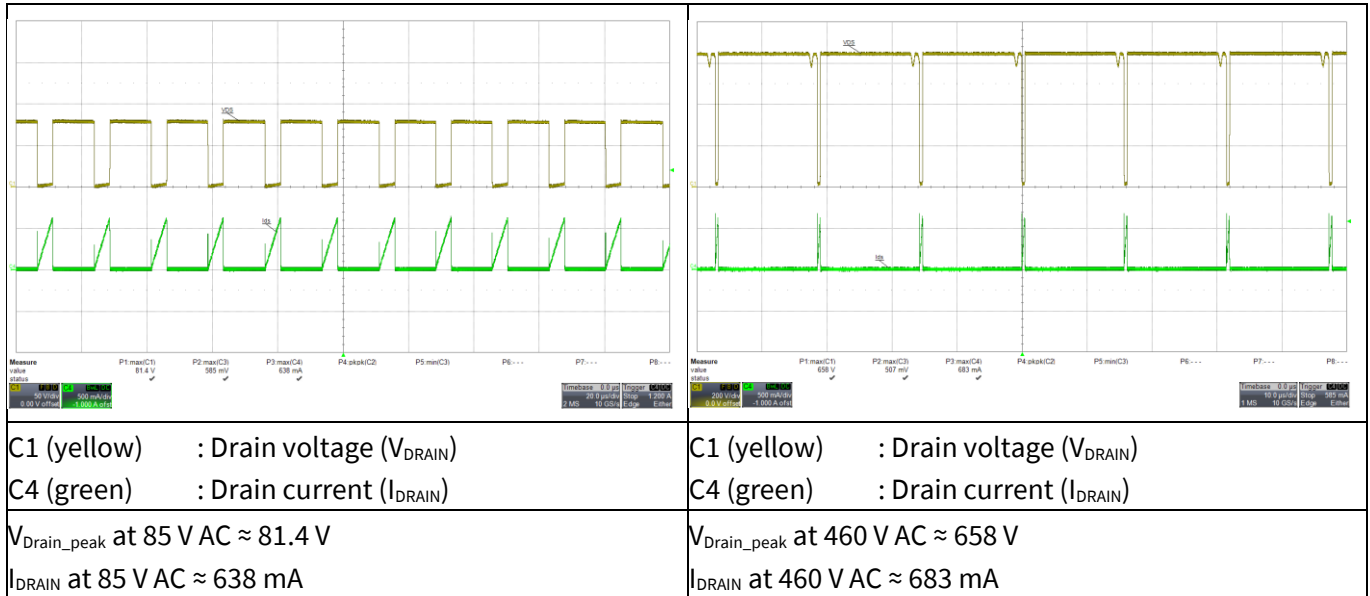 VDS
Ids
Measure P1:max(C1) P2:max(C3) P3:max(C4) P4:pkpk(C2) P5:min(C3) P6:- - - P7:- - - P8:- - -
value 81.4 V 585 mV 638 mA
status
C4
50 V/div 500 mA/div
0.00 V offset -1.000 A ofst
Timebase 0.0 µs Trigger
20.0 µs/div Stop 1.200 A
2 MS 10 GS/s Edge Either
VDS
Ids
Measure P1:max(C1) P2:max(C3) P3:max(C4) P4:pkpk(C2) P5:min(C3) P6:- - - P7:- - - P8:- - -
value 658 V 507 mV 683 mA
status
C4
200 V/div 500 mA/div
0.0 V offset -1.000 A ofst
Timebase 0.0 µs Trigger
10.0 µs/div Stop 585 mA
1 MS 10 GS/s Edge Either
C1 (yellow) : Drain voltage (VDRAIN)
C4 (green) : Drain current (IDRAIN)
C1 (yellow) : Drain voltage (VDRAIN)
C4 (green) : Drain current (IDRAIN)
VDrain_peak at 85 V AC ≈ 81.4 V
IDRAIN at 85 V AC ≈ 638 mA
VDrain_peak at 460 V AC ≈ 658 V
IDRAIN at 460 V AC ≈ 683 mA